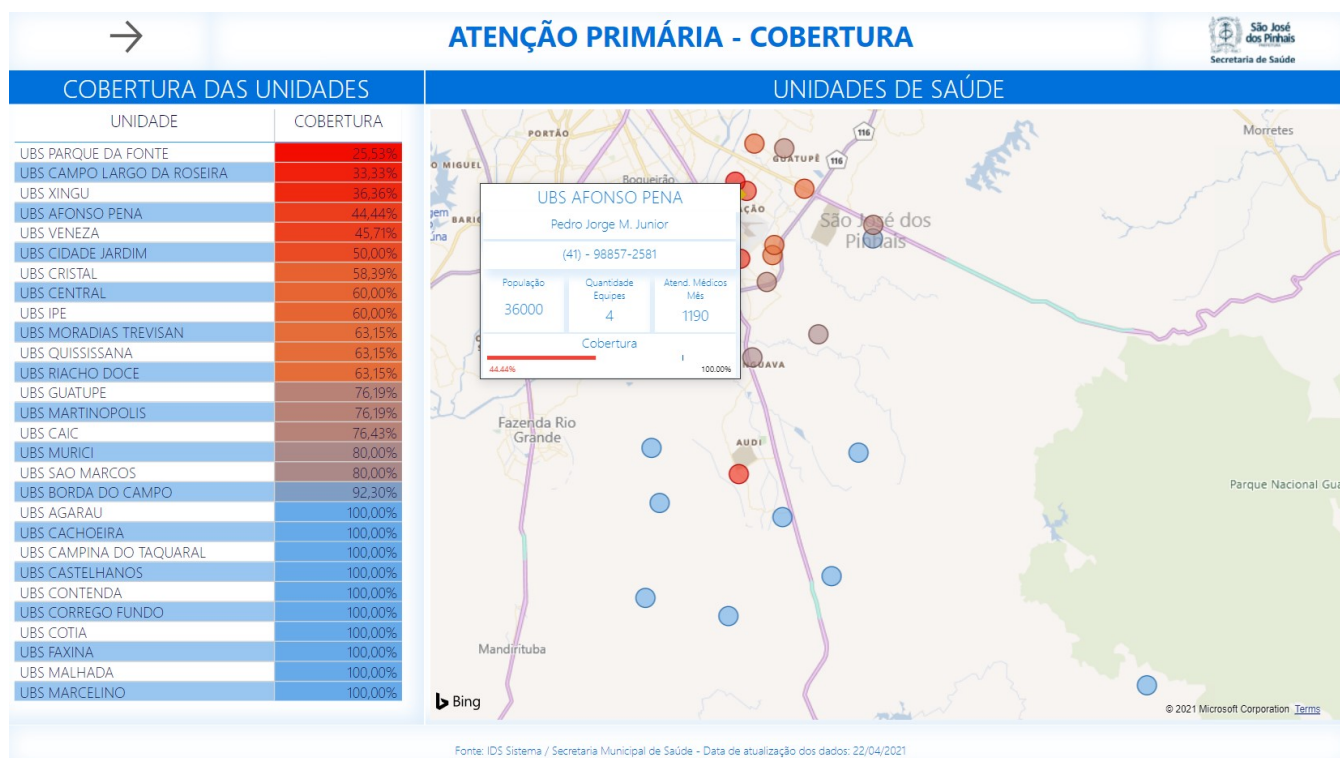 ATENÇÃO PRIMÁRIA - COBERTURA
São José
dos Pinhais
Secretaria de Saúde
COBERTURA DAS UNIDADES
UNIDADES DE SAÚDE
UNIDADE COBERTURA
UBS PARQUE DA FONTE 25,53%
UBS CAMPO LARGO DA ROSEIRA 33,33%
UBS XINGU 36,36%
UBS AFONSO PENA 44,44%
UBS VENEZA 45,71%
UBS CIDADE JARDIM 50,00%
UBS CRISTAL 58,39%
UBS CENTRAL 60,00%
UBS IPE 60,00%
UBS MORADIAS TREVISAN 63,15%
UBS QUISSISSANA 63,15%
UBS RIACHO DOCE 63,15%
UBS GUATUPE 76,19%
UBS MARTINOPOLIS 76,19%
UBS CAIC 76,43%
UBS MURICI 80,00%
UBS SAO MARCOS 80,00%
UBS BORDA DO CAMPO 92,30%
UBS AGARAU 100,00%
UBS CACHOEIRA 100,00%
UBS CAMPINA DO TAQUARAL 100,00%
UBS CASTELHANOS 100,00%
UBS CONTENDA 100,00%
UBS CORREGO FUNDO 100,00%
UBS COTIA 100,00%
UBS FAXINA 100,00%
UBS MALHADA 100,00%
UBS MARCELINO 100,00%
PORTÃO
116
Morretes
GUATUPÊ
116
O MIGUEL
Boqueirão
São José dos
Pinhais
UBS AFONSO PENA
Pedro Jorge M. Junior
(41) - 98857-2581
População
36000
Quantidade
Equipes
4
Atend. Médicos
Mês
1190
Cobertura
44.44% 100.00%
Fazenda Rio
Grande
AUDI
Parque Nacional Gua
Mandirituba
Bing
© 2021 Microsoft Corporation Terms
Fonte: IDS Sistema / Secretaria Municipal de Saúde - Data de atualização dos dados: 22/04/2021